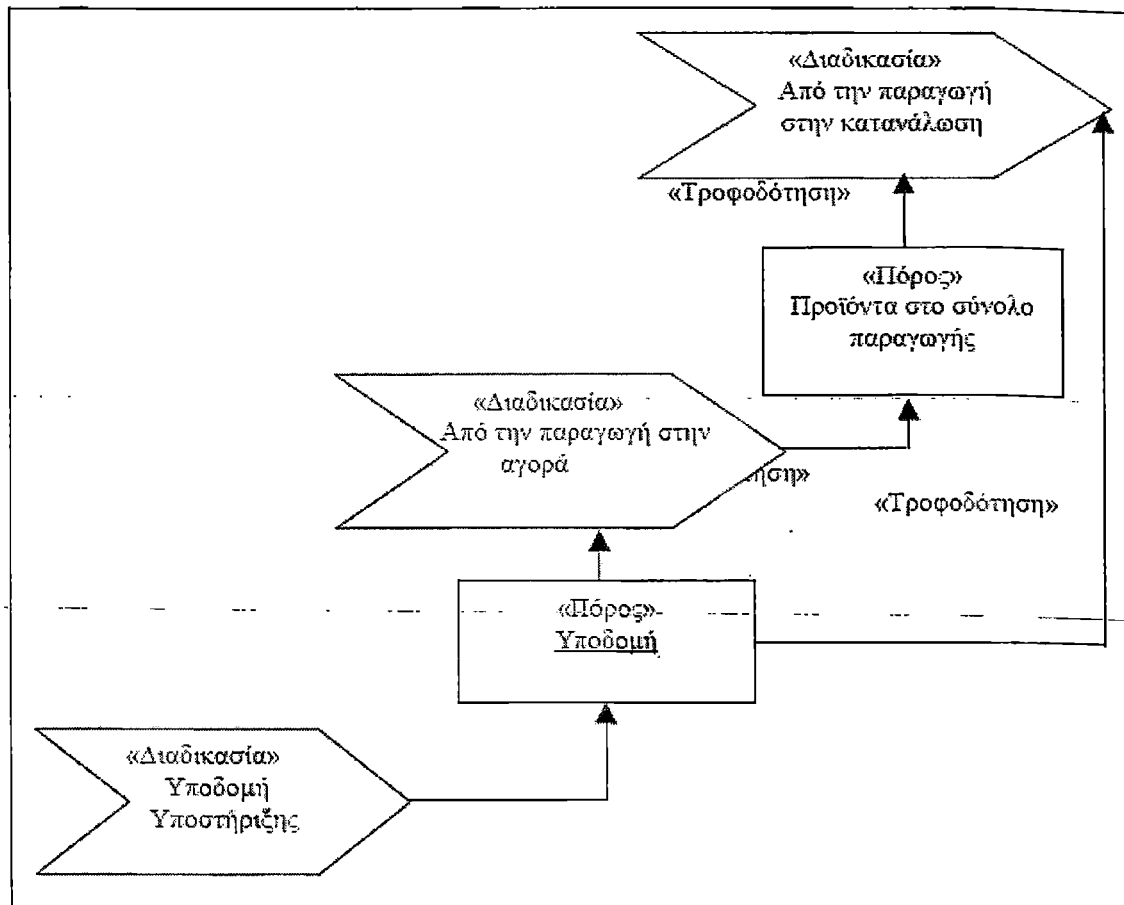 «Διαδικασία»
Από την παραγωγή
στην κατανάλωση
«Τροφοδότηση»
«Πόρος»
Προϊόντα στο σύνολο
παραγωγής
«Διαδικασία»
Από την παραγωγή στην
αγορά
«Τροφοδότηση»
«Πόρος»
Υποδομή
«Διαδικασία»
Υποδομή
Υποστήριξης